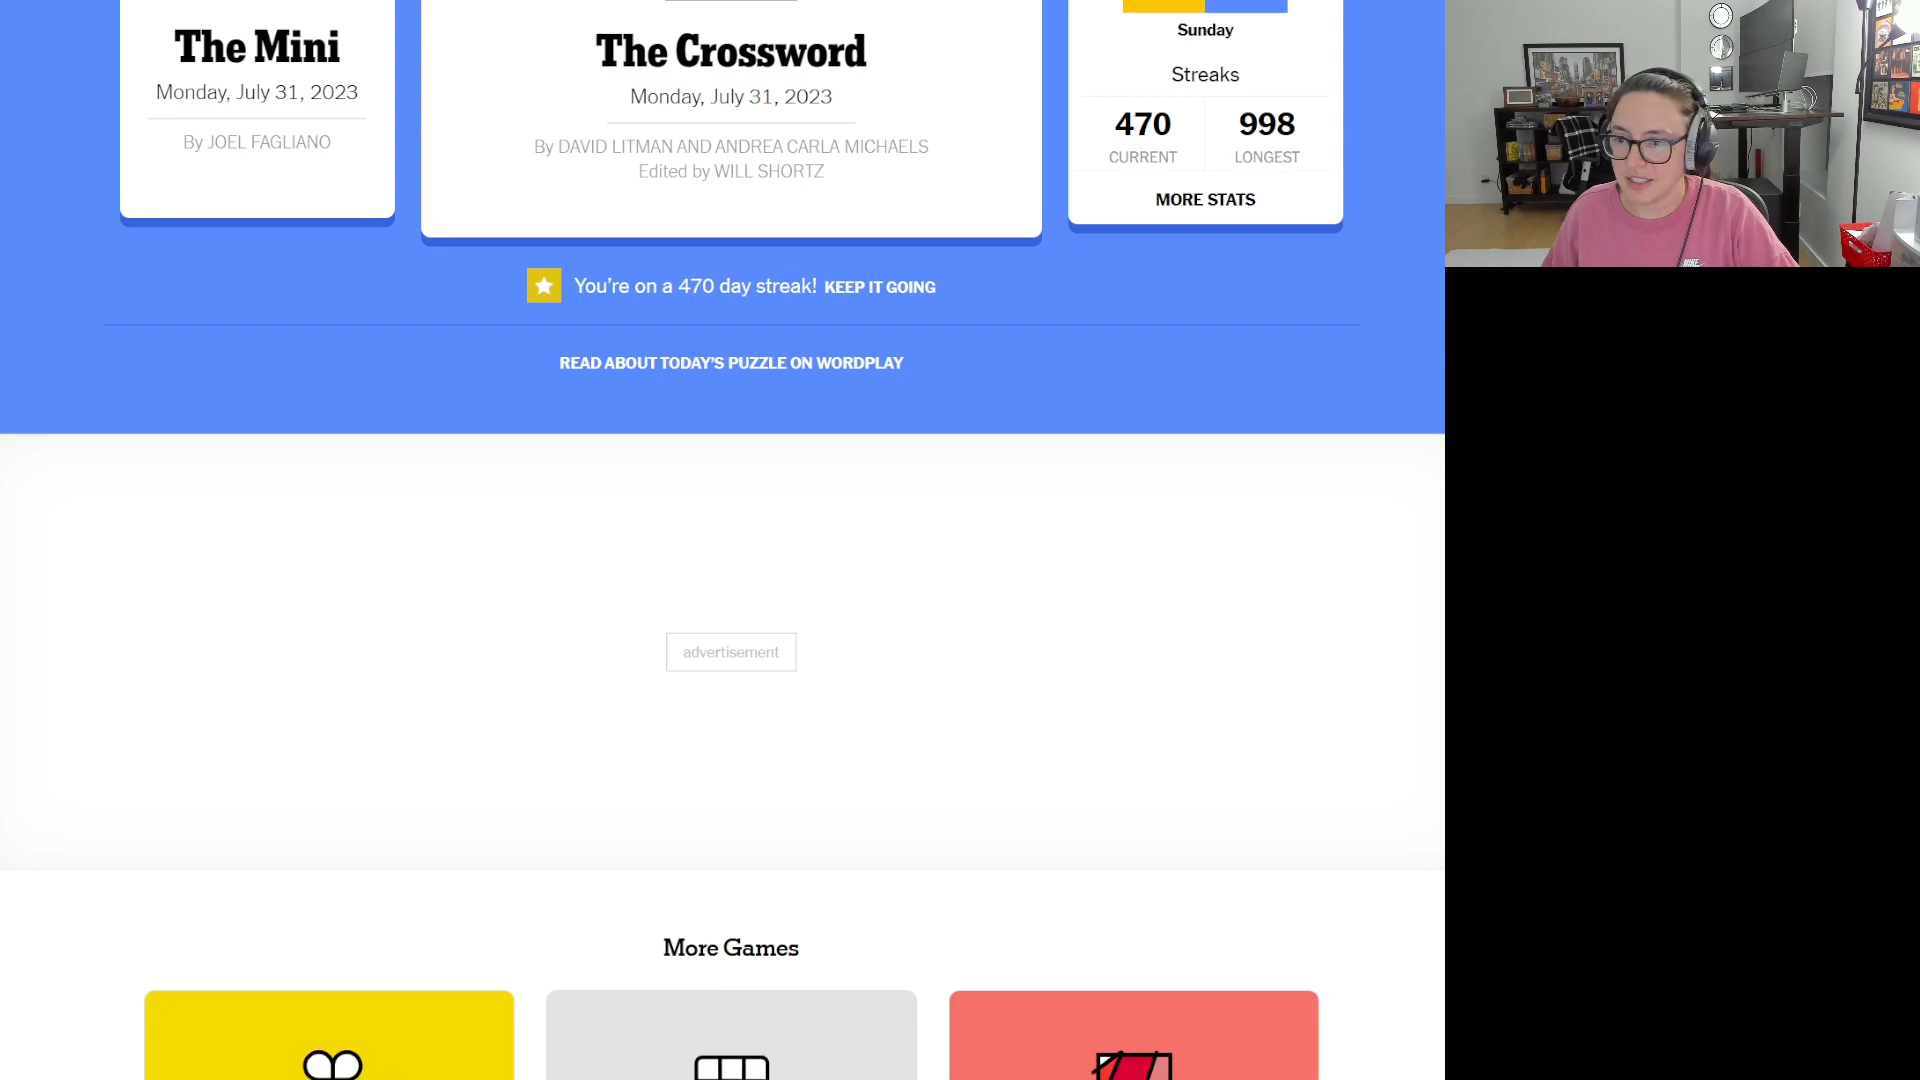 The Mini
Monday, July 31, 2023
By JOEL FAGLIANO
The Crossword
Monday, July 31, 2023
By DAVID LITMAN AND ANDREA CARLA MICHAELS
Edited by WILL SHORTZ
Sunday
Streaks
470 998
CURRENT LONGEST
MORE STATS
You’re on a 470 day streak! KEEP IT GOING
READ ABOUT TODAY’S PUZZLE ON WORDPLAY
advertisement
More Games